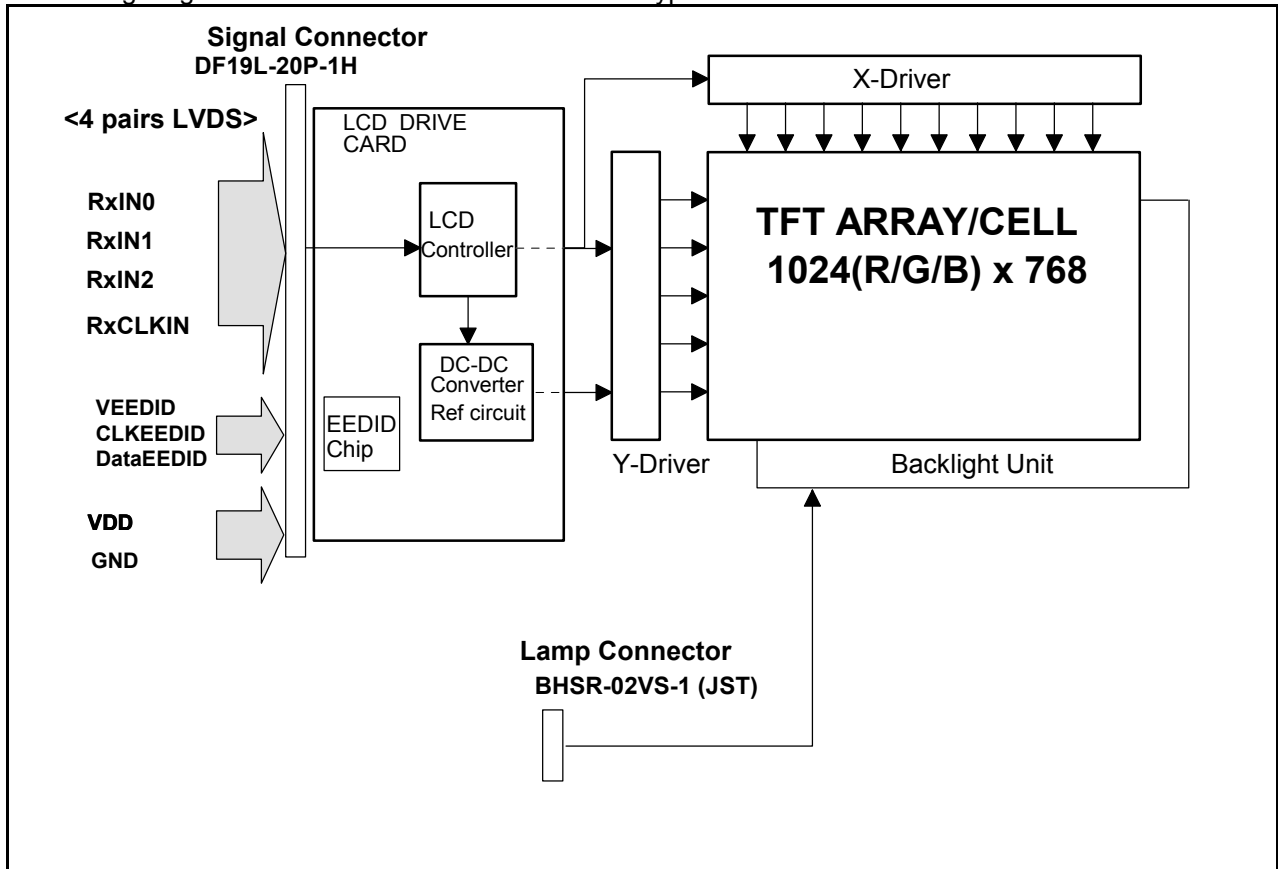 Signal Connector
DF19L-20P-1H
<4 pairs LVDS>
RxIN0
RxIN1
RxIN2
RxCLKIN
VEEDID
CLKEEDID
DataEEDID
VDD
GND
LCD DRIVE
CARD
LCD
Controller
DC-DC
Converter
Ref circuit
EEDID
Chip
X-Driver
Y-Driver
TFT ARRAY/CELL
1024(R/G/B) x 768
Backlight Unit
Lamp Connector
BHSR-02VS-1 (JST)